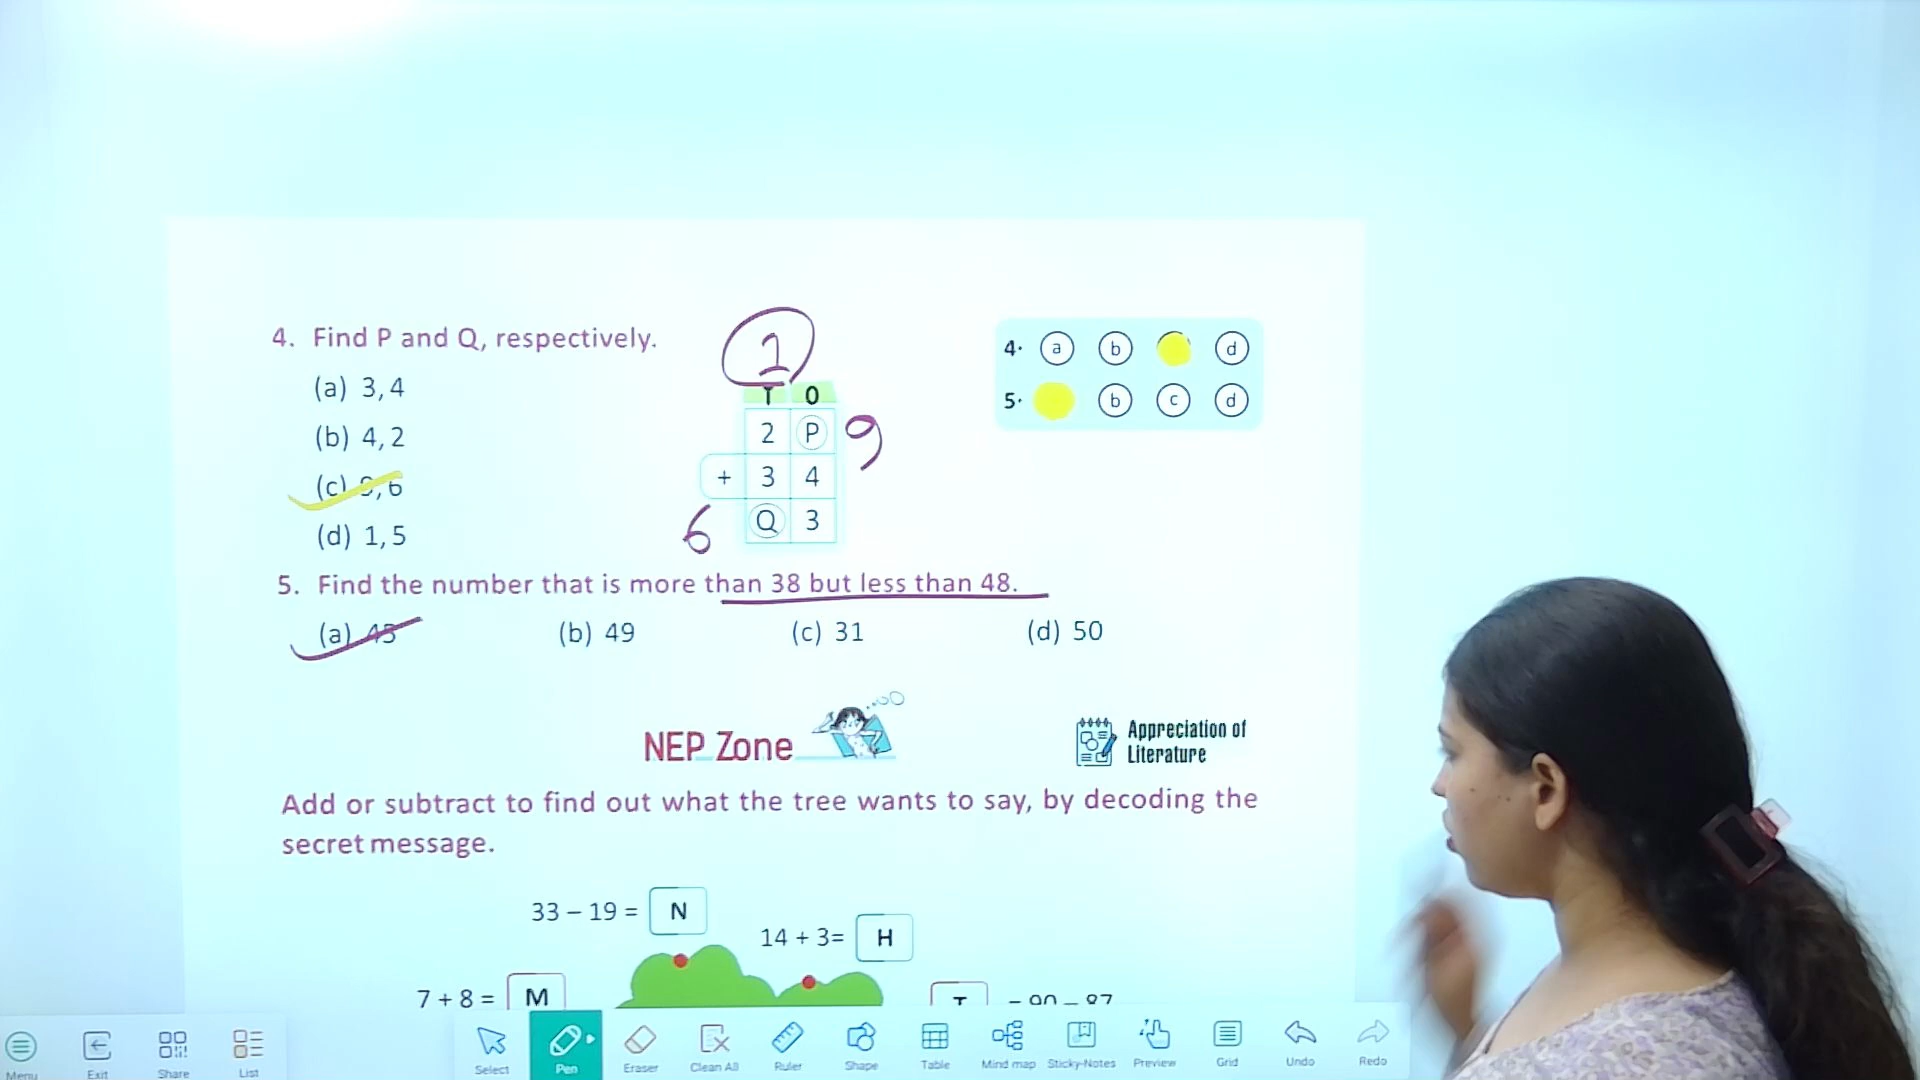 4. Find P and Q, respectively.
(a) 3, 4
(b) 4, 2
(c) 9, 6
(d) 1, 5
1
T O
2 P 9
+ 3 4
6 Q 3
4. a b d
5. b c d
5. Find the number that is more than 38 but less than 48.
(a) 45 (b) 49 (c) 31 (d) 50
NEP Zone
Appreciation of
Literature
Add or subtract to find out what the tree wants to say, by decoding the
secret message.
33 – 19 = N
14 + 3= H
7 + 8 = M
T = 90 – 87
Menu Exit Share List Select Pen Eraser Clean All Ruler Shape Table Mind map Sticky-Notes Preview Grid Undo Redo